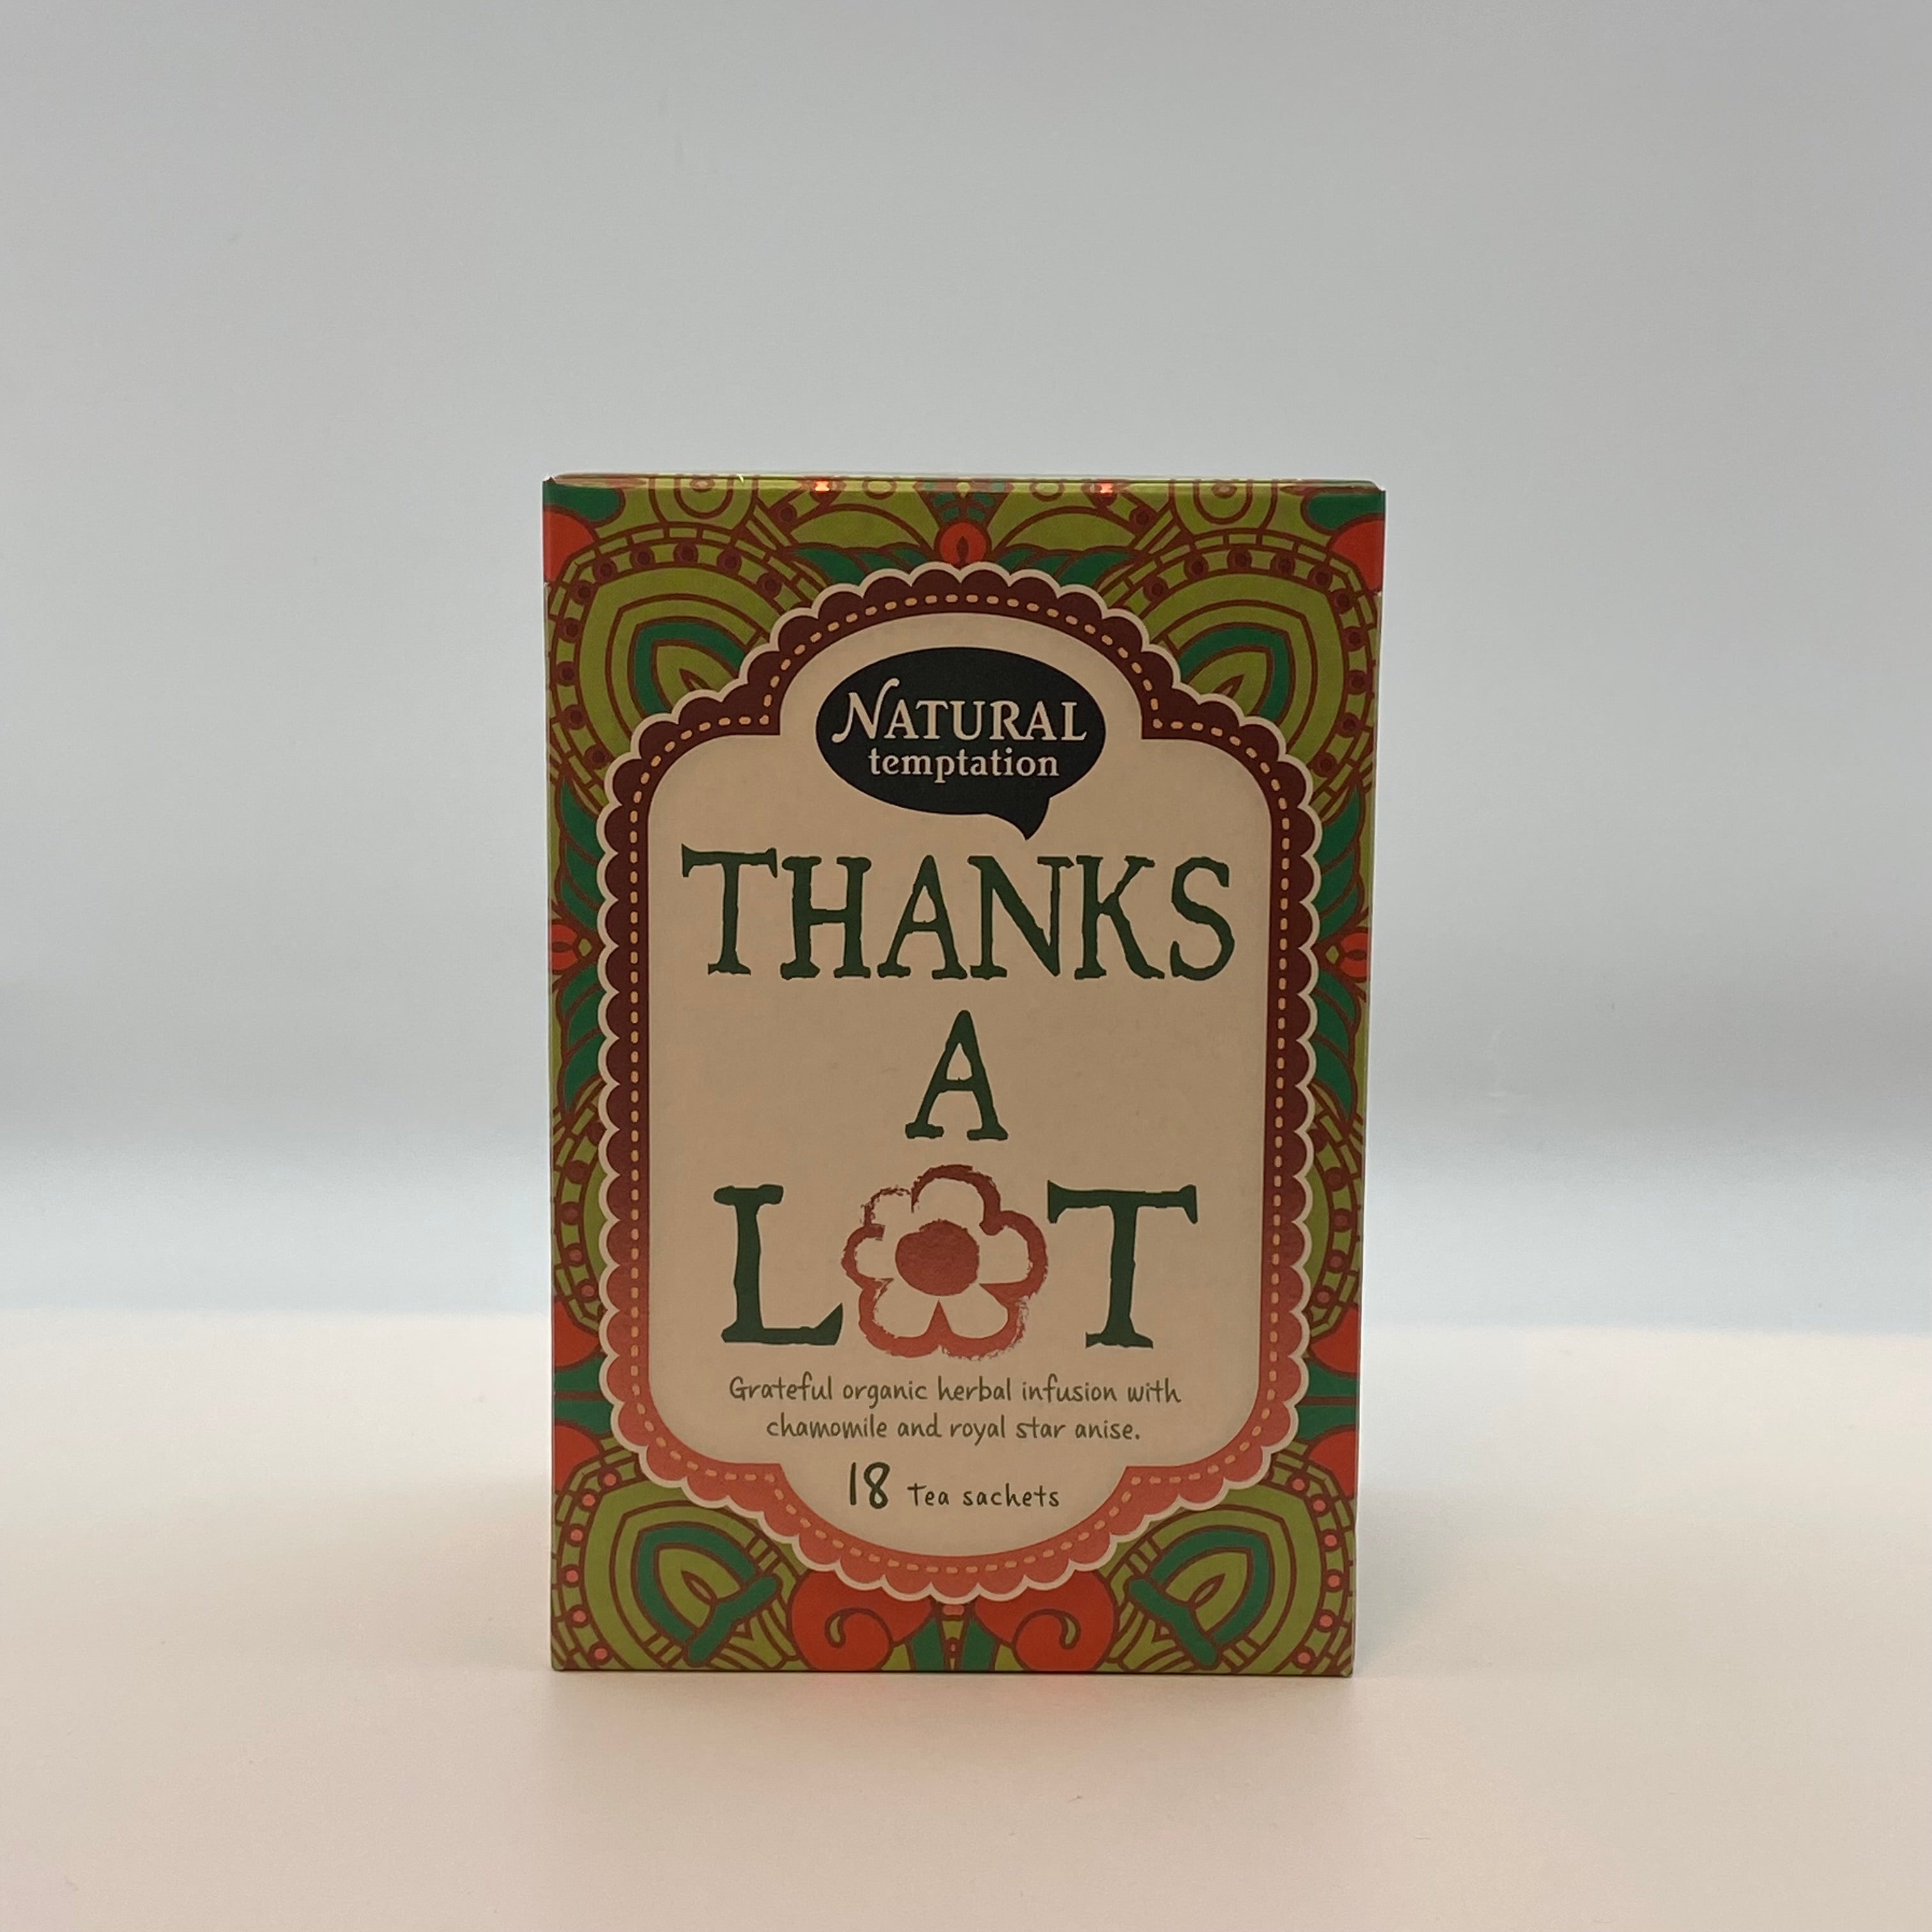 NATURAL
temptation
THANKS
A
LOT
Grateful organic herbal infusion with
chamomile and royal star anise.
18 Tea sachets